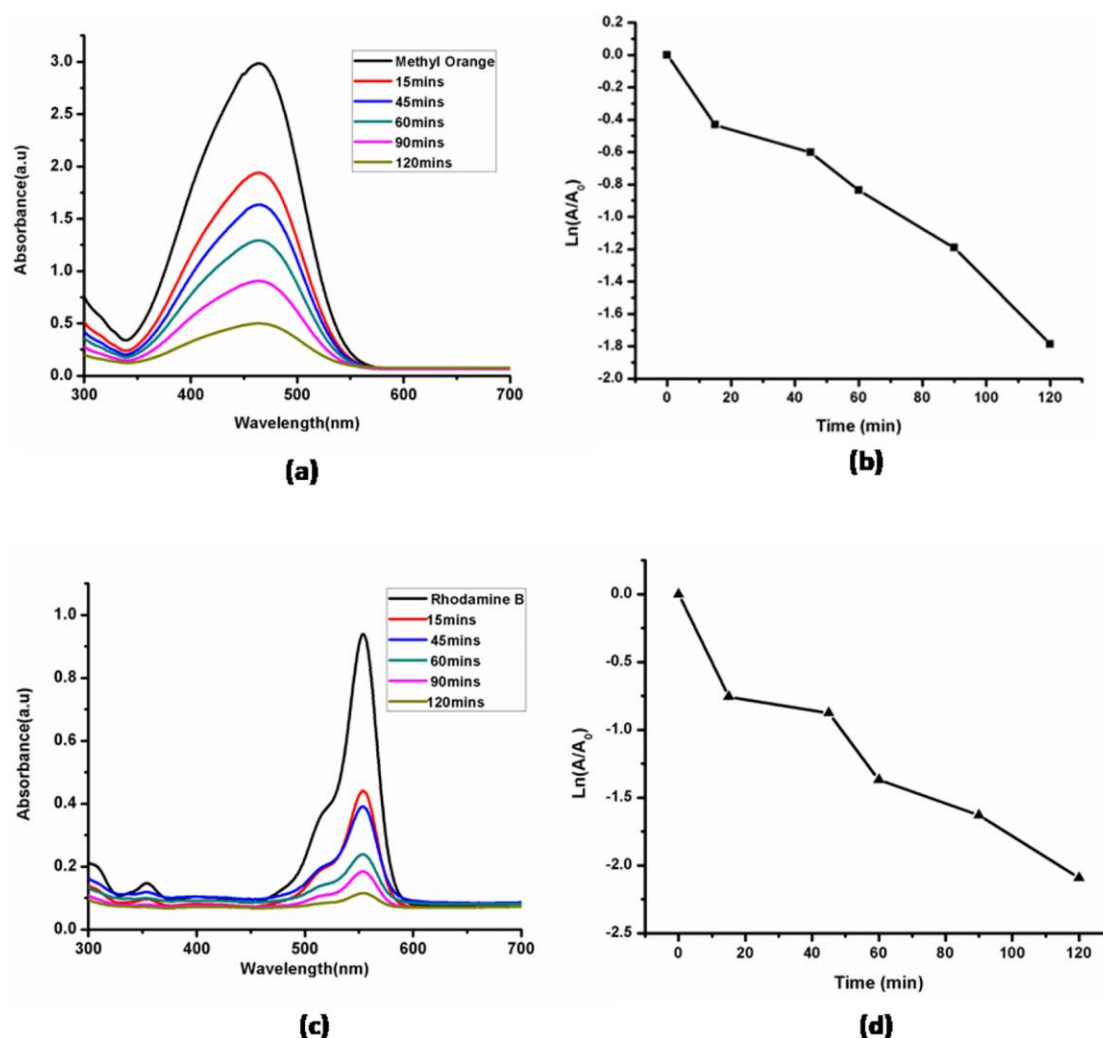 Absorbance(a.u)
3.0
2.5
2.0
1.5
1.0
0.5
0.0
300
400
500
600
700
Wavelength(nm)
Methyl Orange
15mins
45mins
60mins
90mins
120mins
(a)
Ln(A/A₀)
0.2
0.0
-0.2
-0.4
-0.6
-0.8
-1.0
-1.2
-1.4
-1.6
-1.8
-2.0
0
20
40
60
80
100
120
Time (min)
(b)
Absorbance(a.u)
1.0
0.8
0.6
0.4
0.2
0.0
300
400
500
600
700
Wavelength(nm)
Rhodamine B
15mins
45mins
60mins
90mins
120mins
(c)
Ln(A/A₀)
0.0
-0.5
-1.0
-1.5
-2.0
-2.5
0
20
40
60
80
100
120
Time (min)
(d)